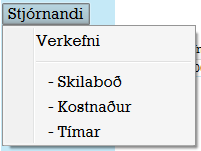 Stjórnandi
Verkefni
- Skilaboð
- Kostnaður
- Tímar